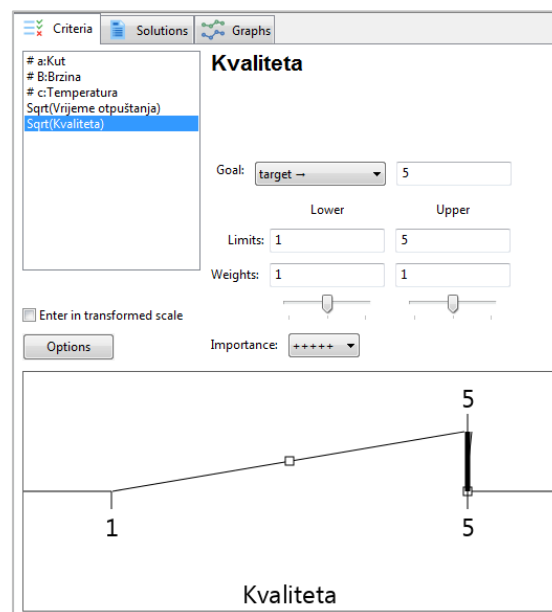 Criteria
Solutions
Graphs
# a:Kut
# B:Brzina
# c:Temperatura
Sqrt(Vrijeme otpuštanja)
Sqrt(Kvaliteta)
Kvaliteta
Goal: target → 5
Lower Upper
Limits: 1 5
Weights: 1 1
Enter in transformed scale
Options
Importance: +++++
5
1 5
Kvaliteta